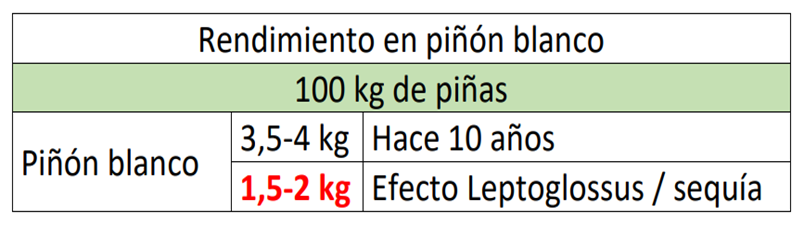 Rendimiento en piñón blanco
100 kg de piñas
Piñón blanco
3,5-4 kg Hace 10 años
1,5-2 kg Efecto Leptoglossus / sequía